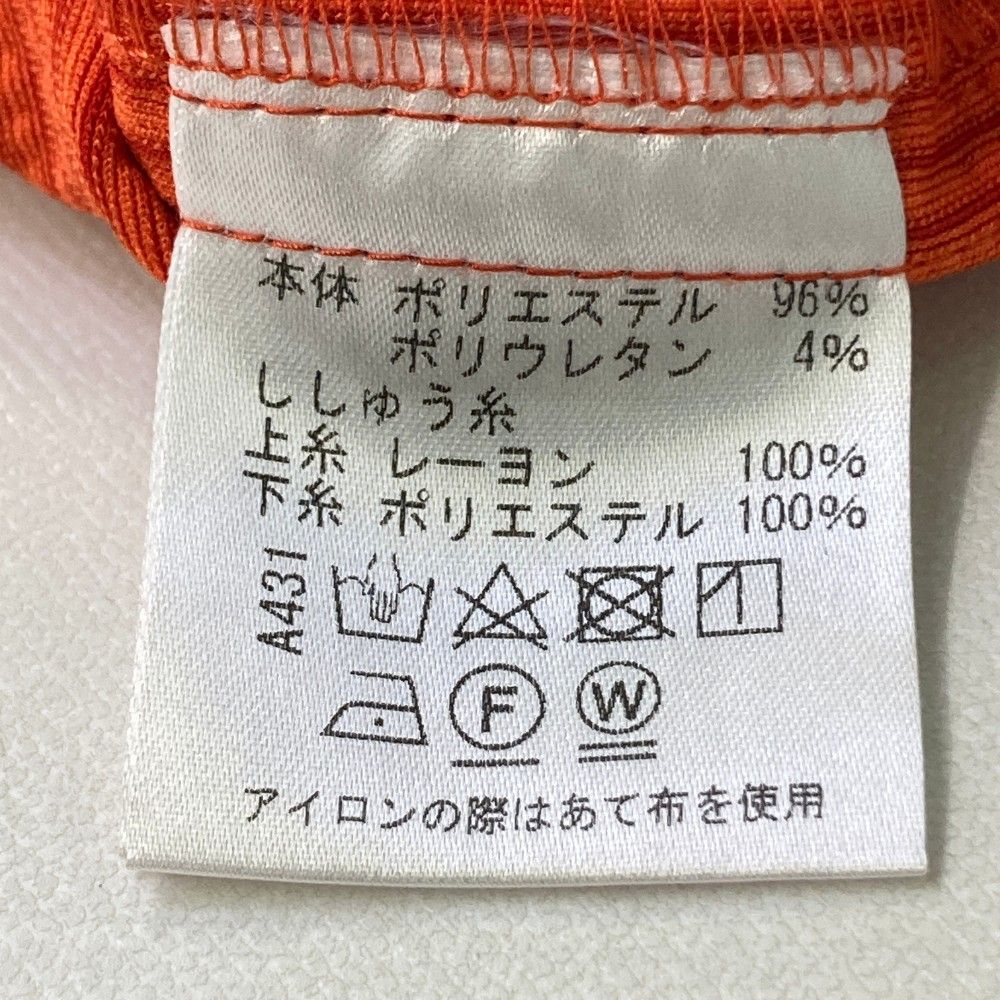 本体 ポリエステル 96%
ポリウレタン 4%
ししゅう糸
上糸 レーヨン 100%
下糸 ポリエステル 100%
A431
F W
アイロンの際はあて布を使用